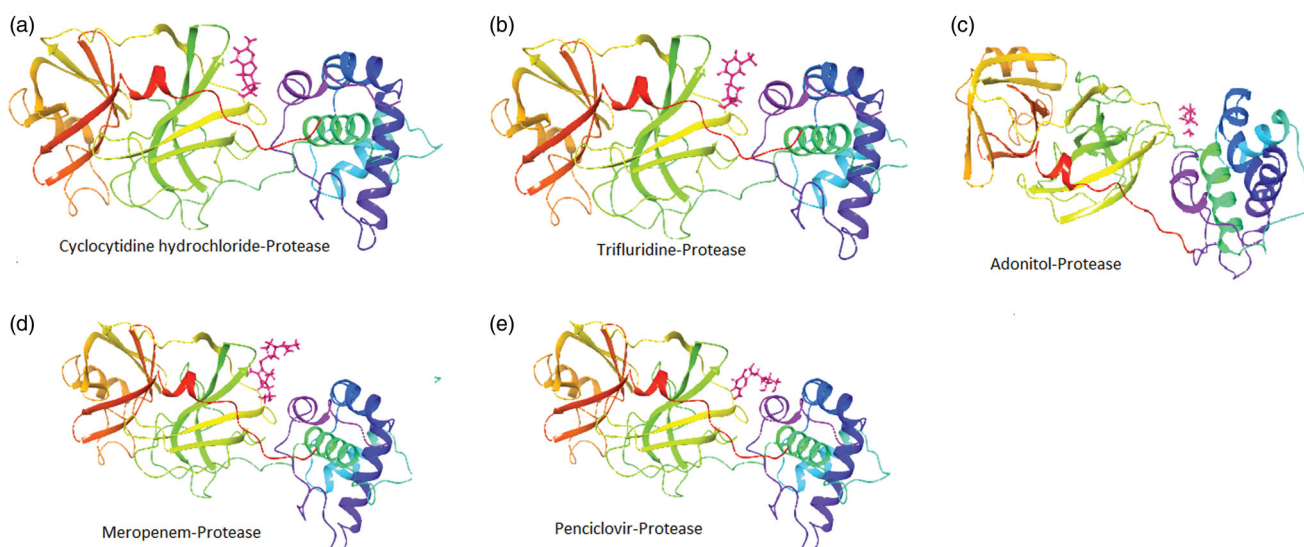 (a)
(b)
(c)
Cyclocytidine hydrochloride-Protease
Trifluridine-Protease
Adonitol-Protease
(d)
(e)
Meropenem-Protease
Penciclovir-Protease